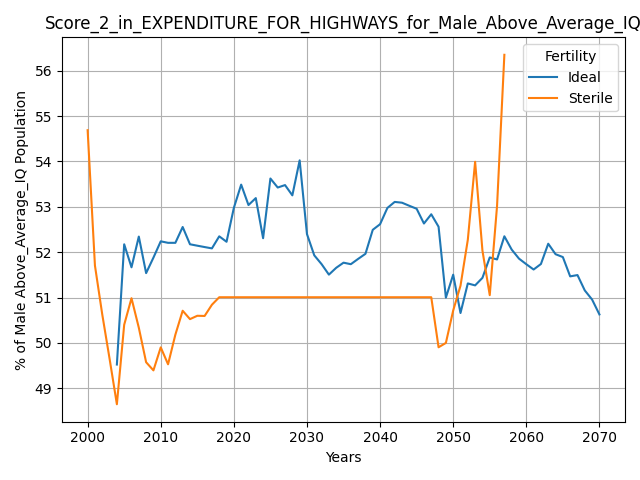 Score_2_in_EXPENDITURE_FOR_HIGHWAYS_for_Male_Above_Average_IQ
% of Male Above_Average_IQ Population
56
55
54
53
52
51
50
49
Fertility
Ideal
Sterile
2000 2010 2020 2030 2040 2050 2060 2070
Years